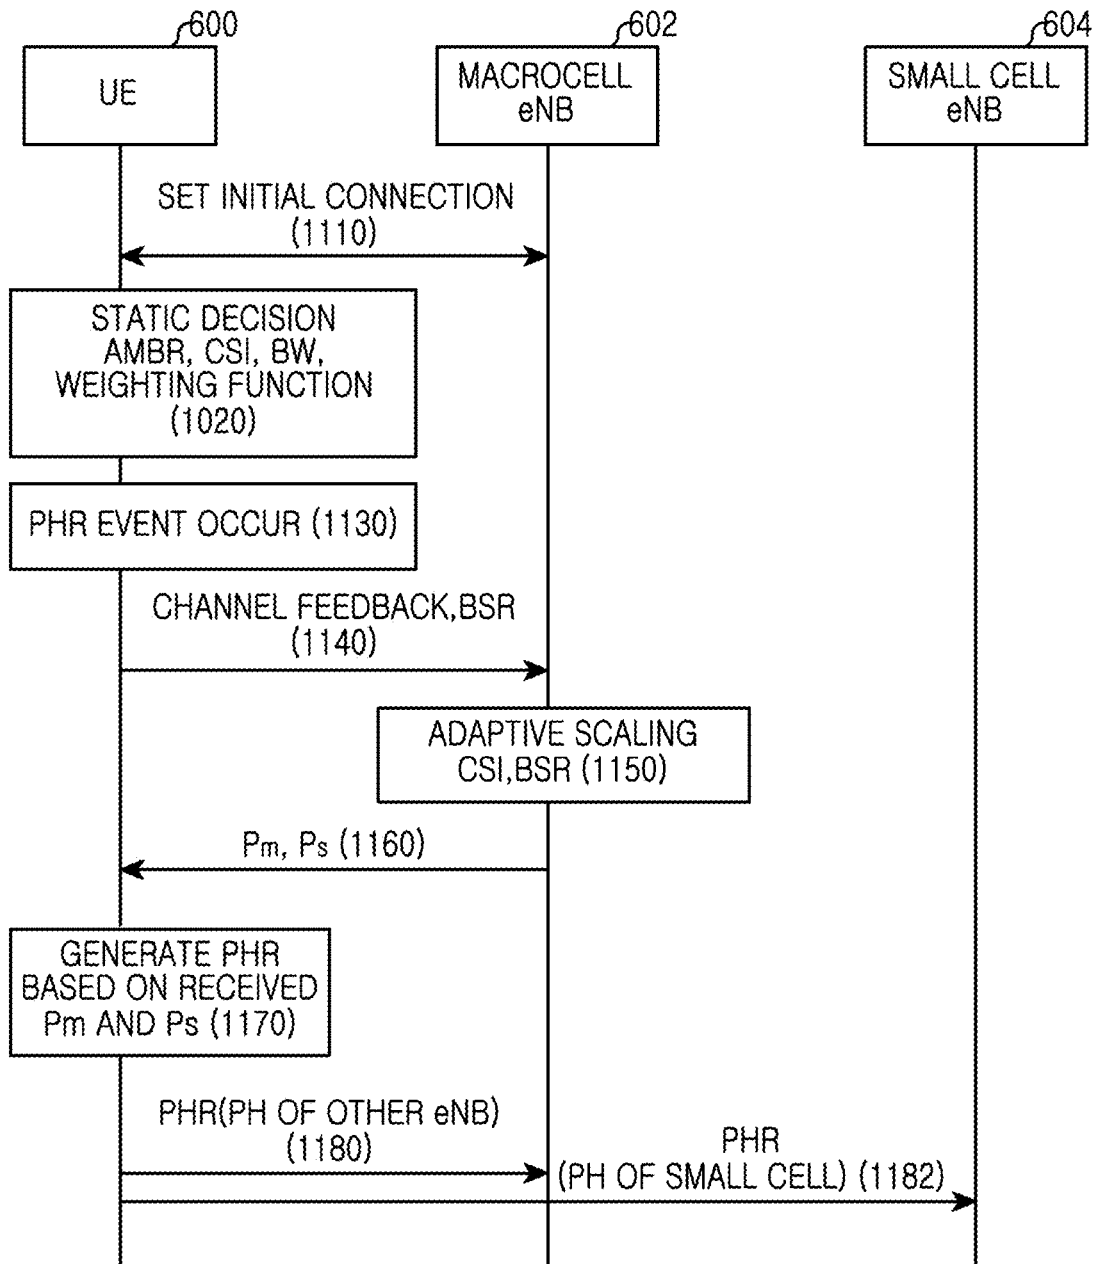 600
602
604
UE
MACROCELL
eNB
SMALL CELL
eNB
SET INITIAL CONNECTION
(1110)
STATIC DECISION
AMBR, CSI, BW,
WEIGHTING FUNCTION
(1020)
PHR EVENT OCCUR (1130)
CHANNEL FEEDBACK,BSR
(1140)
ADAPTIVE SCALING
CSI,BSR (1150)
Pm, Ps (1160)
GENERATE PHR
BASED ON RECEIVED
Pm AND Ps (1170)
PHR(PH OF OTHER eNB)
(1180)
PHR
(PH OF SMALL CELL) (1182)